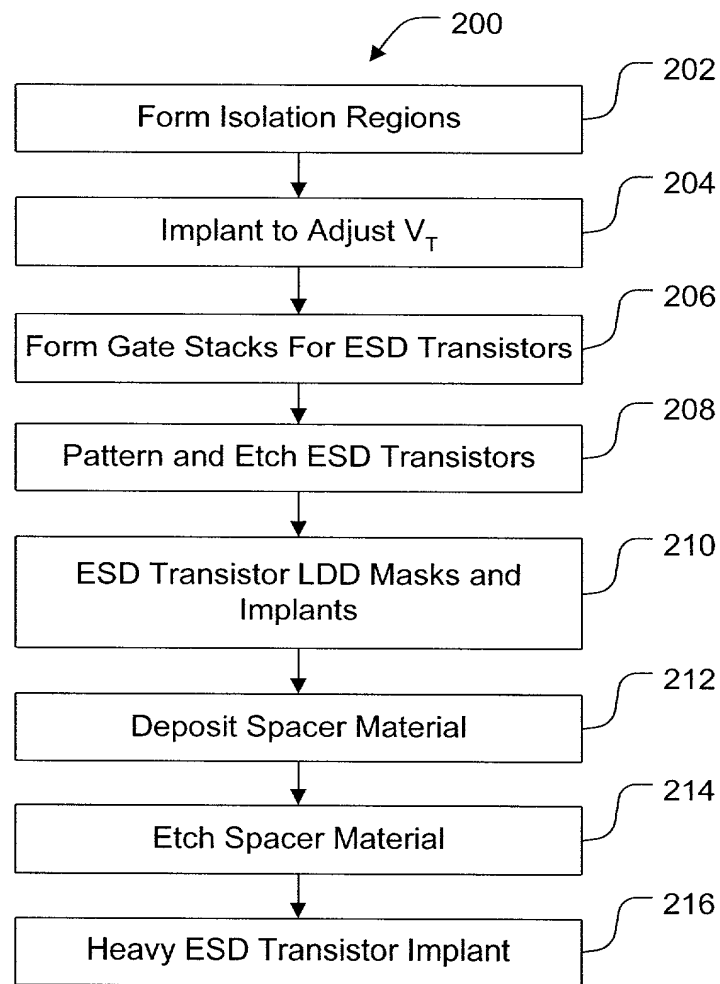 200
202
Form Isolation Regions
204
Implant to Adjust V_T
206
Form Gate Stacks For ESD Transistors
208
Pattern and Etch ESD Transistors
210
ESD Transistor LDD Masks and
Implants
212
Deposit Spacer Material
214
Etch Spacer Material
216
Heavy ESD Transistor Implant